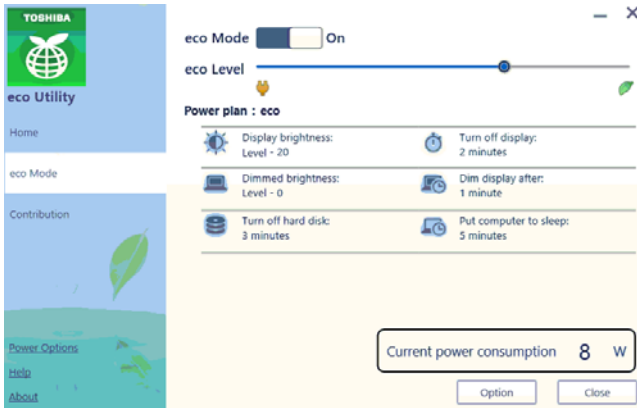 TOSHIBA
eco Utility
Home
eco Mode
Contribution
Power Options
Help
About
eco Mode On
eco Level
Power plan : eco
Display brightness:
Level - 20
Turn off display:
2 minutes
Dimmed brightness:
Level - 0
Dim display after:
1 minute
Turn off hard disk:
3 minutes
Put computer to sleep:
5 minutes
Current power consumption 8 W
Option Close